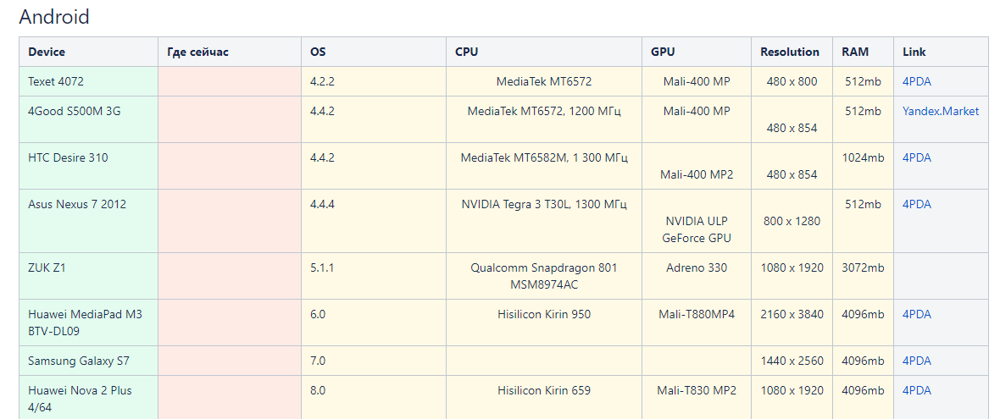 Android
Device Где сейчас OS CPU GPU Resolution RAM Link
Texet 4072 4.2.2 MediaTek MT6572 Mali-400 MP 480 x 800 512mb 4PDA
4Good S500M 3G 4.4.2 MediaTek MT6572, 1200 МГц Mali-400 MP 512mb Yandex.Market
480 x 854
HTC Desire 310 4.4.2 MediaTek MT6582M, 1 300 МГц 1024mb 4PDA
Mali-400 MP2 480 x 854
Asus Nexus 7 2012 4.4.4 NVIDIA Tegra 3 T30L, 1300 МГц 512mb 4PDA
NVIDIA ULP 800 x 1280
GeForce GPU
ZUK Z1 5.1.1 Qualcomm Snapdragon 801 Adreno 330 1080 x 1920 3072mb
MSM8974AC
Huawei MediaPad M3 6.0 Hisilicon Kirin 950 Mali-T880MP4 2160 x 3840 4096mb 4PDA
BTV-DL09
Samsung Galaxy S7 7.0 1440 x 2560 4096mb 4PDA
Huawei Nova 2 Plus 8.0 Hisilicon Kirin 659 Mali-T830 MP2 1080 x 1920 4096mb 4PDA
4/64